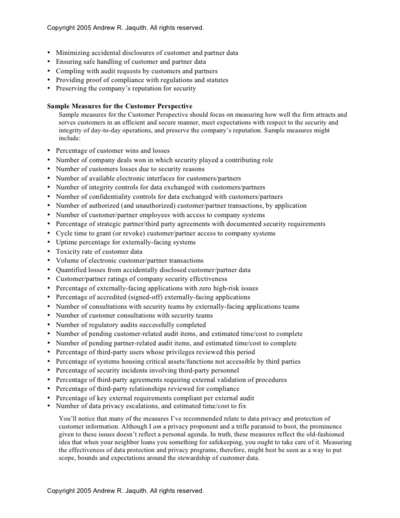 Copyright 2005 Andrew R. Jaquith. All rights reserved.
• Minimizing accidental disclosures of customer and partner data
• Ensuring safe handling of customer and partner data
• Compling with audit requests by customers and partners
• Providing proof of compliance with regulations and statutes
• Preserving the company's reputation for security
Sample Measures for the Customer Perspective
Sample measures for the Customer Perspective should focus on measuring how well the firm attracts and
serves customers in an efficient and secure manner, meet expectations with respect to the security and
integrity of day-to-day operations, and preserve the company's reputation. Sample measures might
include:
• Percentage of customer wins and losses
• Number of company deals won in which security played a contributing role
• Number of customers losses due to security reasons
• Number of available electronic interfaces for customers/partners
• Number of integrity controls for data exchanged with customers/partners
• Number of confidentiality controls for data exchanged with customers/partners
• Number of authorized (and unauthorized) customer/partner transactions, by application
• Number of customer/partner employees with access to company systems
• Percentage of strategic partner/third party agreements with documented security requirements
• Cycle time to grant (or revoke) customer/partner access to company systems
• Uptime percentage for externally-facing systems
• Toxicity rate of customer data
• Volume of electronic customer/partner transactions
• Quantified losses from accidentally disclosed customer/partner data
• Customer/partner ratings of company security effectiveness
• Percentage of externally-facing applications with zero high-risk issues
• Percentage of accredited (signed-off) externally-facing applications
• Number of consultations with security teams by externally-facing applications teams
• Number of customer consultations with security teams
• Number of regulatory audits successfully completed
• Number of pending customer-related audit items, and estimated time/cost to complete
• Number of pending partner-related audit items, and estimated time/cost to complete
• Percentage of third-party users whose privileges reviewed this period
• Percentage of systems housing critical assets/functions not accessible by third parties
• Percentage of security incidents involving third-party personnel
• Percentage of third-party agreements requiring external validation of procedures
• Percentage of third-party relationships reviewed for compliance
• Percentage of key external requirements compliant per external audit
• Number of data privacy escalations, and estimated time/cost to fix
You'll notice that many of the measures I've recommended relate to data privacy and protection of
customer information. Although I am a privacy proponent and a trifle paranoid to boot, the prominence
given to these issues doesn't reflect a personal agenda. In truth, these measures reflect the old-fashioned
idea that when your neighbor loans you something for safekeeping, you ought to take care of it. Measuring
the effectiveness of data protection and privacy programs, therefore, might best be seen as a way to put
scope, bounds and expectations around the stewardship of customer data.
Copyright 2005 Andrew R. Jaquith. All rights reserved.